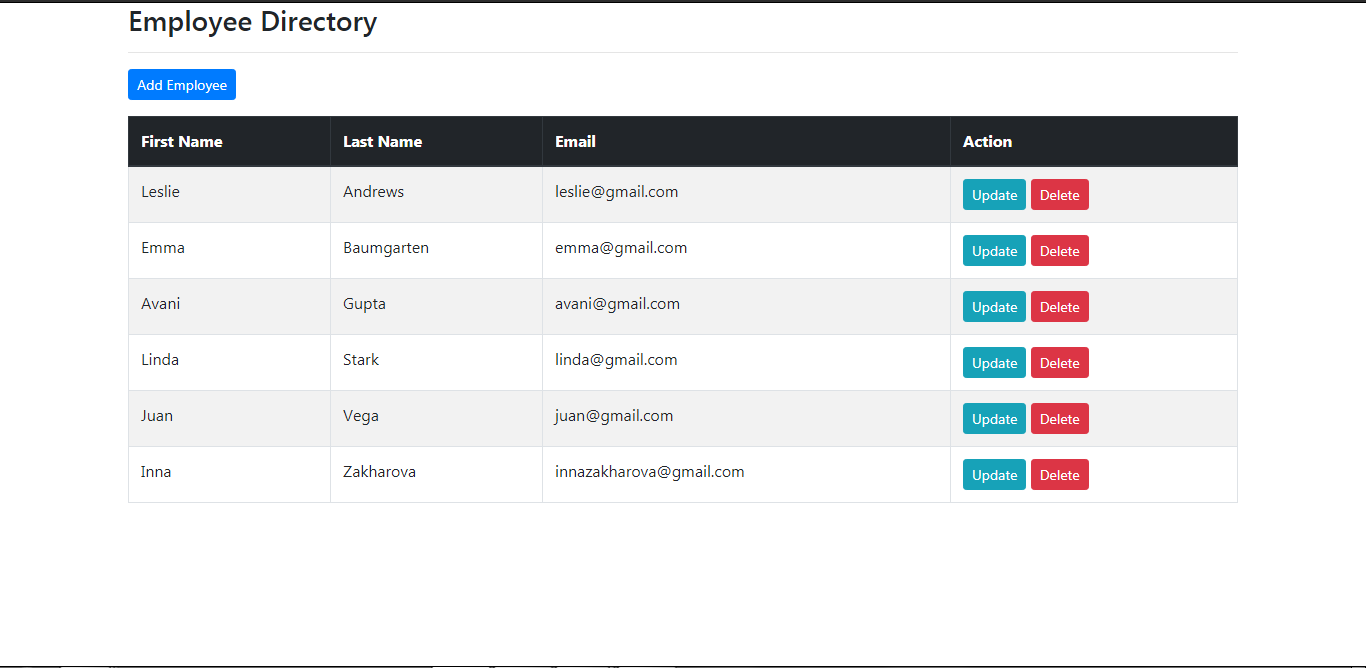 Employee Directory
Add Employee
First Name Last Name Email Action
Leslie Andrews leslie@gmail.com Update Delete
Emma Baumgarten emma@gmail.com Update Delete
Avani Gupta avani@gmail.com Update Delete
Linda Stark linda@gmail.com Update Delete
Juan Vega juan@gmail.com Update Delete
Inna Zakharova innazakharova@gmail.com Update Delete